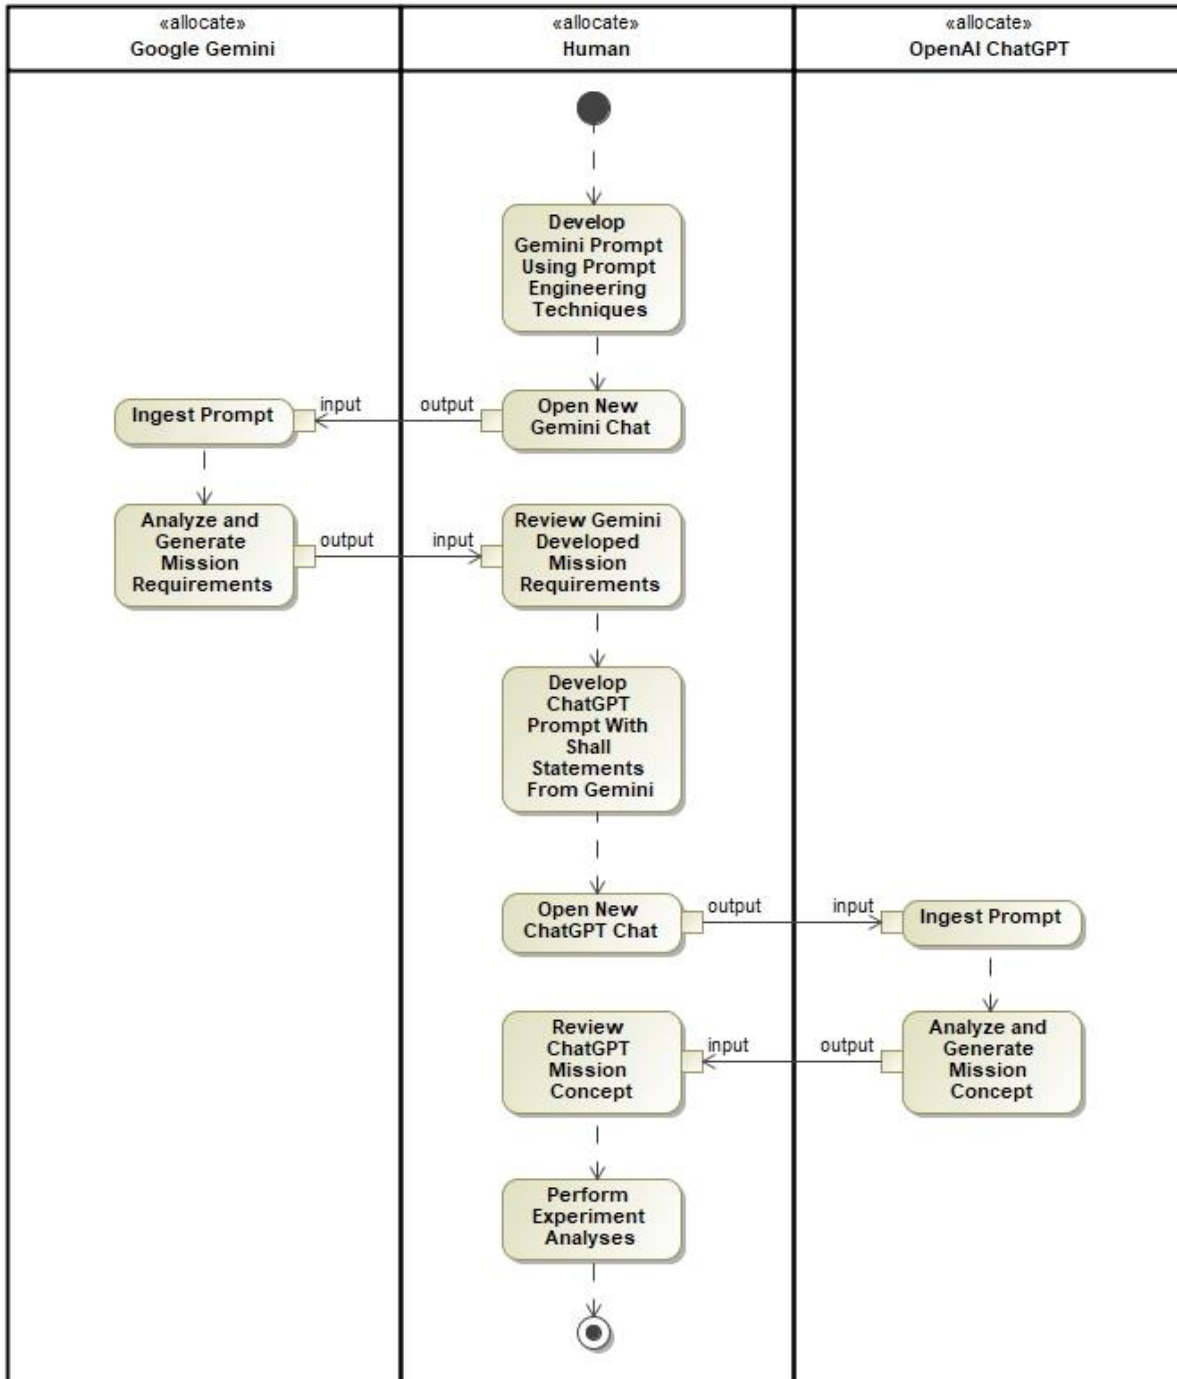 «allocate»
Google Gemini
«allocate»
Human
«allocate»
OpenAI ChatGPT
Develop
Gemini Prompt
Using Prompt
Engineering
Techniques
Ingest Prompt
input
output
Open New
Gemini Chat
Analyze and
Generate
Mission
Requirements
output
input
Review Gemini
Developed
Mission
Requirements
Develop
ChatGPT
Prompt With
Shall
Statements
From Gemini
Open New
ChatGPT Chat
output
input
Ingest Prompt
Review
ChatGPT
Mission
Concept
input
output
Analyze and
Generate
Mission
Concept
Perform
Experiment
Analyses